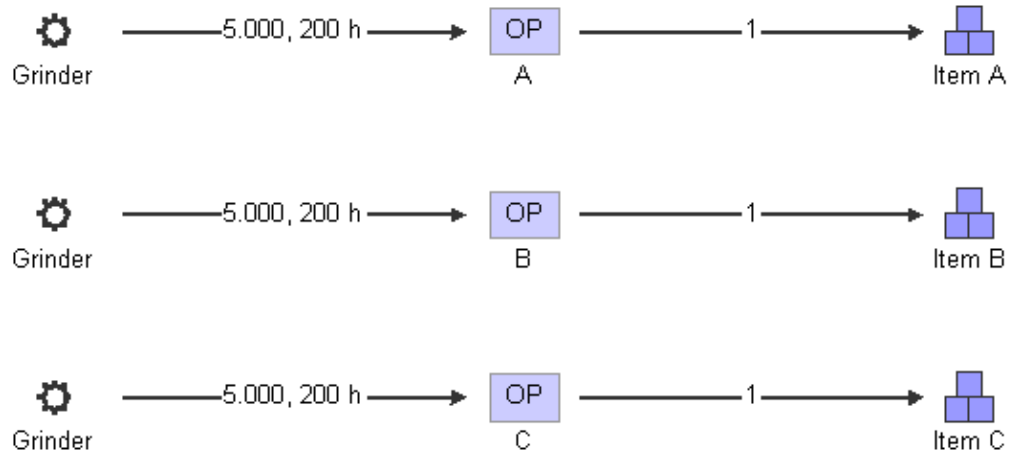 5.000, 200 h OP 1
Grinder A Item A
5.000, 200 h OP 1
Grinder B Item B
5.000, 200 h OP 1
Grinder C Item C